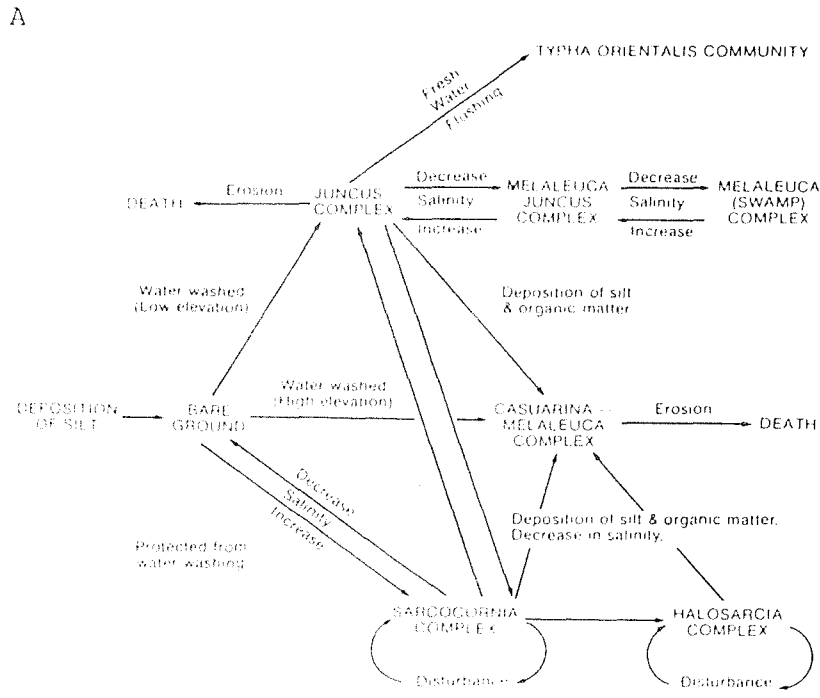 A
TYPHA ORIENTALIS COMMUNITY
Fresh
Water
Flushing
DEATH
Erosion
JUNCUS
COMPLEX
Decrease
Salinity
Increase
MELALEUCA
JUNCUS
COMPLEX
Decrease
Salinity
Increase
MELALEUCA
(SWAMP)
COMPLEX
Water washed
(Low elevation)
Deposition of silt
& organic matter
DEPOSITION
OF SILT
BARE
GROUND
Water washed
(High elevation)
CASUARINA --
MELALEUCA
COMPLEX
Erosion
DEATH
Decrease
Salinity
Increase
Protected from
water washing
Deposition of silt & organic matter.
Decrease in salinity.
SARCOCORNIA
COMPLEX
HALOSARCIA
COMPLEX
Disturbance
Disturbance